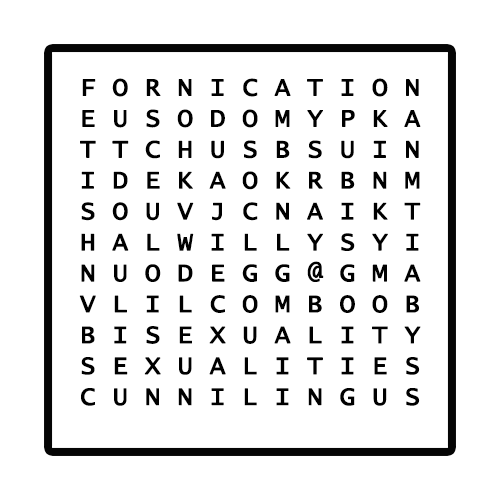 F O R N I C A T I O N
E U S O D O M Y P K A
T T C H U S B S U I N
I D E K A O K R B N M
S O U V J C N A I K T
H A L W I L L Y S Y I
N U O D E G G @ G M A
V L I L C O M B O O B
B I S E X U A L I T Y
S E X U A L I T I E S
C U N N I L I N G U S